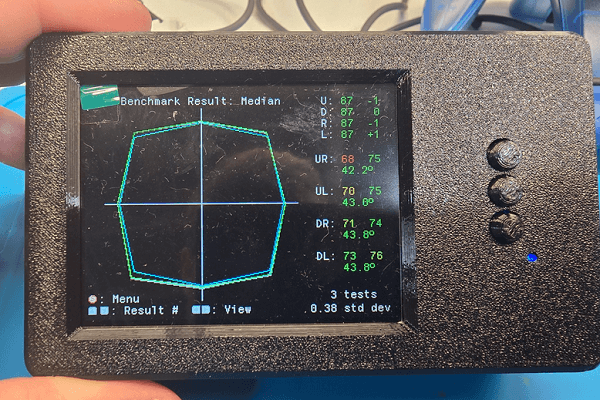 Benchmark Result: Median
U: 87 -1
D: 87 0
R: 87 -1
L: 87 +1
UR: 68 75
42.2º
UL: 70 75
43.0º
DR: 71 74
43.8º
DL: 73 76
43.8º
: Menu
: Result # : View
3 tests
0.38 std dev